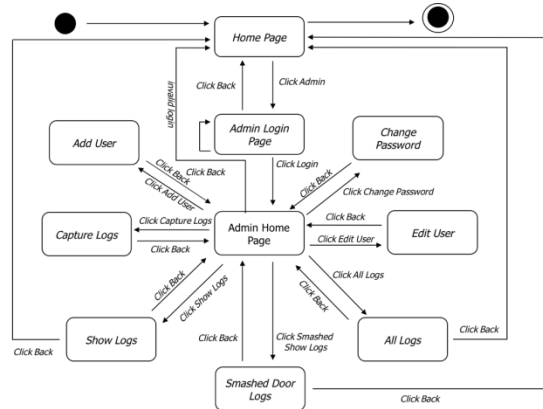 Home Page
Click Back
Click Admin
invalid login
Admin Login
Page
Change
Password
Add User
Click Back
Click Add User
Click Back
Click Login
Click Back
Click Change Password
Capture Logs
Click Capture Logs
Click Back
Admin Home
Page
Click Back
Click Edit User
Edit User
Click Back
Click Show Logs
Click All Logs
Click Back
Show Logs
Click Back
Click Back
Click Smashed
Show Logs
All Logs
Click Back
Smashed Door
Logs
Click Back